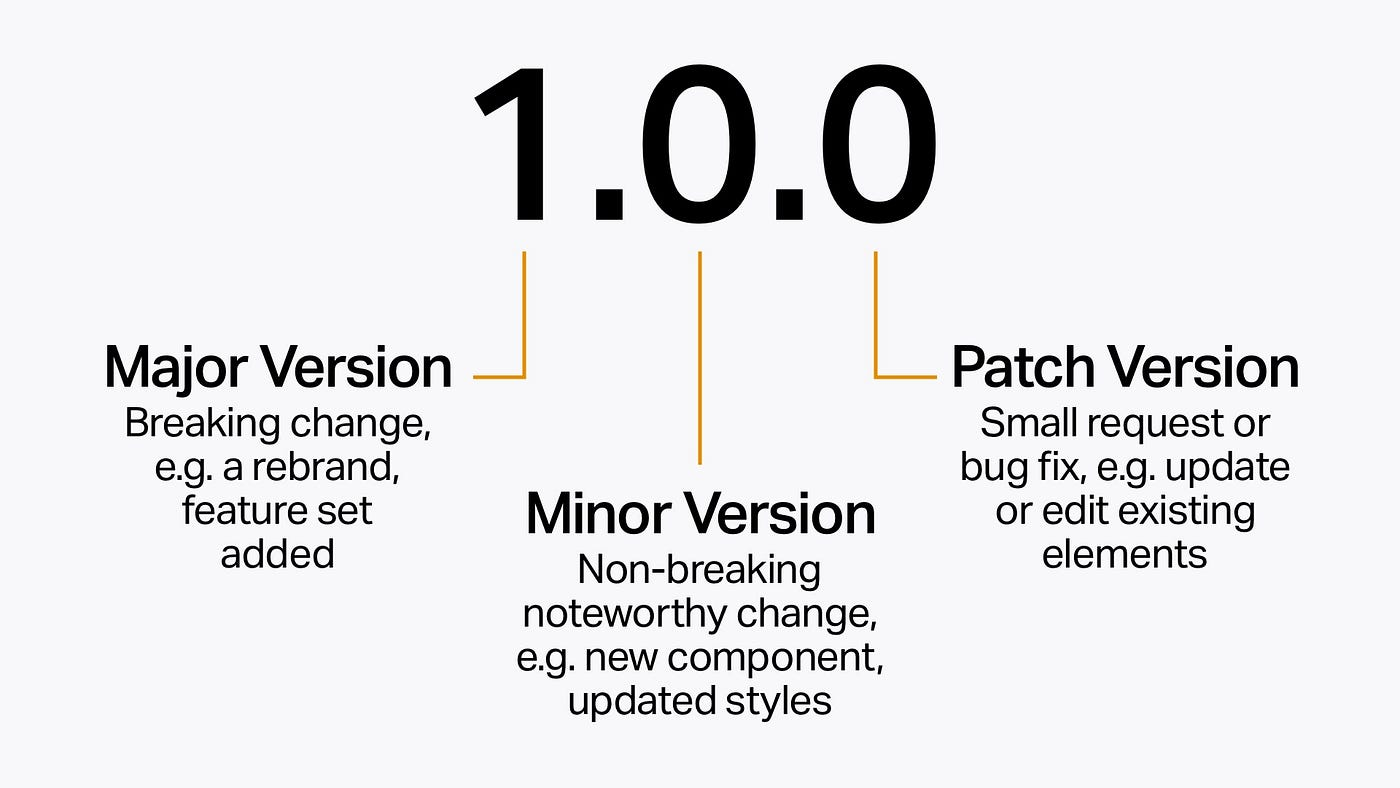 1.0.0
Major Version
Breaking change,
e.g. a rebrand,
feature set
added
Minor Version
Non-breaking
noteworthy change,
e.g. new component,
updated styles
Patch Version
Small request or
bug fix, e.g. update
or edit existing
elements